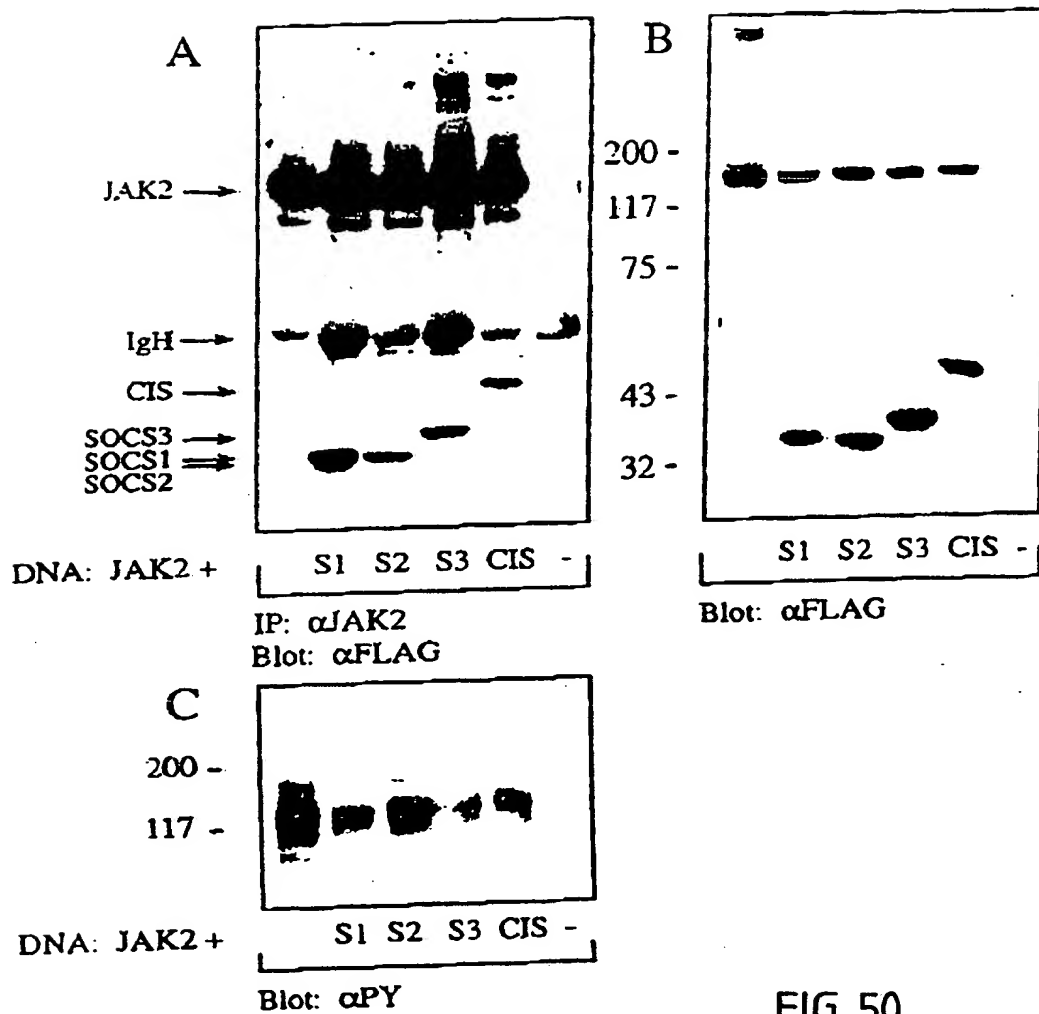 A
JAK2
IgH
CIS
SOCS3
SOCS1
SOCS2
DNA: JAK2 + S1 S2 S3 CIS -
IP: αJAK2
Blot: αFLAG
B
200 -
117 -
75 -
43 -
32 -
S1 S2 S3 CIS -
Blot: αFLAG
C
200 -
117 -
DNA: JAK2 + S1 S2 S3 CIS -
Blot: αPY
FIG 50